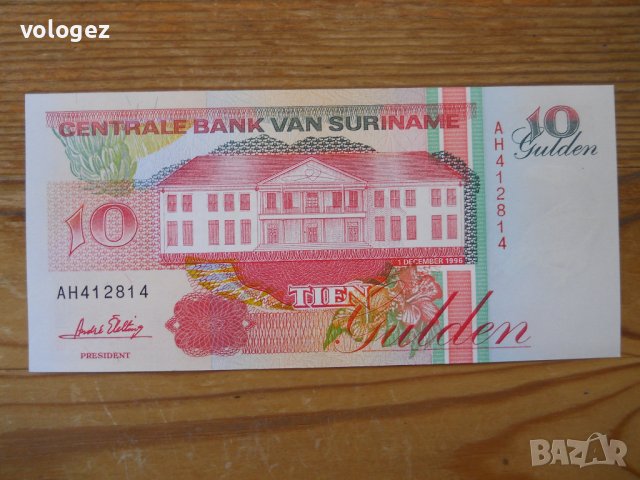 vologez
CENTRALE BANK VAN SURINAME
10
Gulden
AH412814
10
1 DECEMBER 1996
AH412814
TIEN
Gulden
PRESIDENT
BAZAR